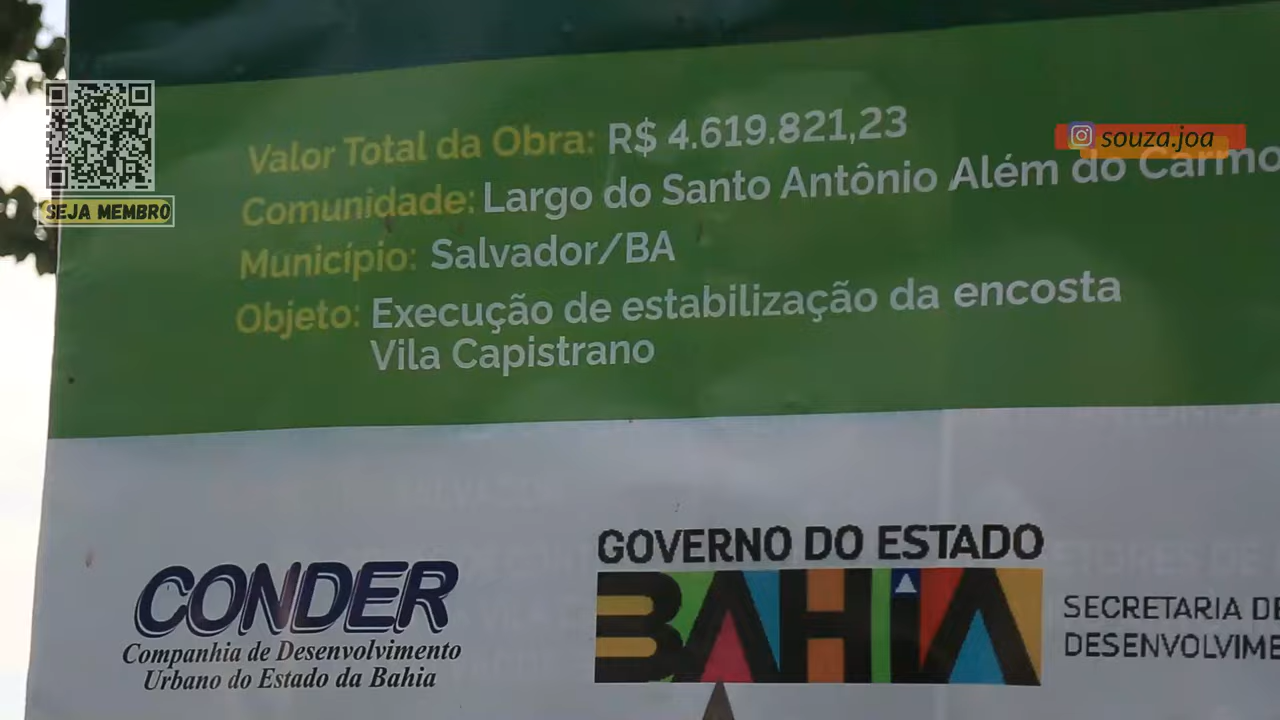 Valor Total da Obra: R$ 4.619.821,23
Comunidade: Largo do Santo Antônio Além do Carmo
Município: Salvador/BA
Objeto: Execução de estabilização da encosta
Vila Capistrano
SEJA MEMBRO
souza.joa
CONDER
Companhia de Desenvolvimento
Urbano do Estado da Bahia
GOVERNO DO ESTADO
BAHIA
SECRETARIA DE
DESENVOLVIME